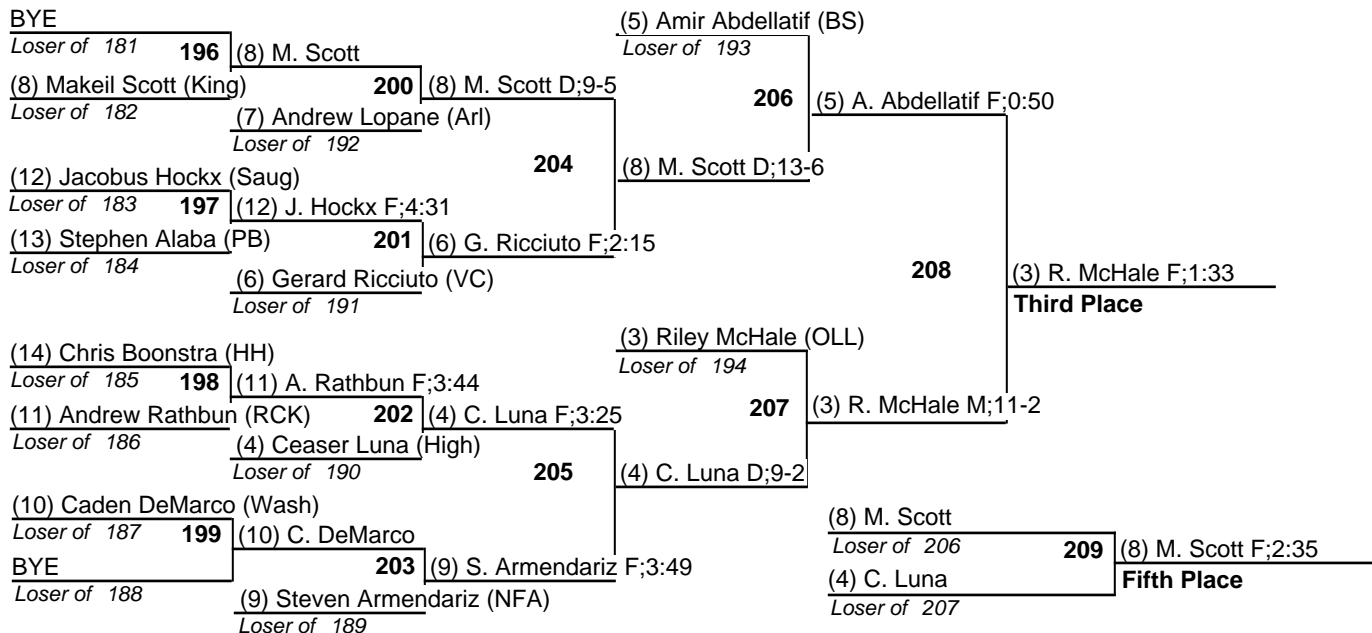 BYE
Loser of 181
196
(8) M. Scott
(8) Makeil Scott (King)
Loser of 182
200
(8) M. Scott D;9-5
(7) Andrew Lopane (Arl)
Loser of 192
(12) Jacobus Hockx (Saug)
Loser of 183
197
(12) J. Hockx F;4:31
(13) Stephen Alaba (PB)
Loser of 184
201
(6) G. Ricciuto F;2:15
(6) Gerard Ricciuto (VC)
Loser of 191
204
(8) M. Scott D;13-6
(5) Amir Abdellatif (BS)
Loser of 193
206
(5) A. Abdellatif F;0:50
(14) Chris Boonstra (HH)
Loser of 185
198
(11) A. Rathbun F;3:44
(11) Andrew Rathbun (RCK)
Loser of 186
202
(4) C. Luna F;3:25
(4) Ceaser Luna (High)
Loser of 190
(10) Caden DeMarco (Wash)
Loser of 187
199
(10) C. DeMarco
BYE
Loser of 188
203
(9) S. Armendariz F;3:49
(9) Steven Armendariz (NFA)
Loser of 189
205
(4) C. Luna D;9-2
(3) Riley McHale (OLL)
Loser of 194
207
(3) R. McHale M;11-2
208
(3) R. McHale F;1:33
Third Place
(8) M. Scott
Loser of 206
209
(8) M. Scott F;2:35
(4) C. Luna
Loser of 207
Fifth Place